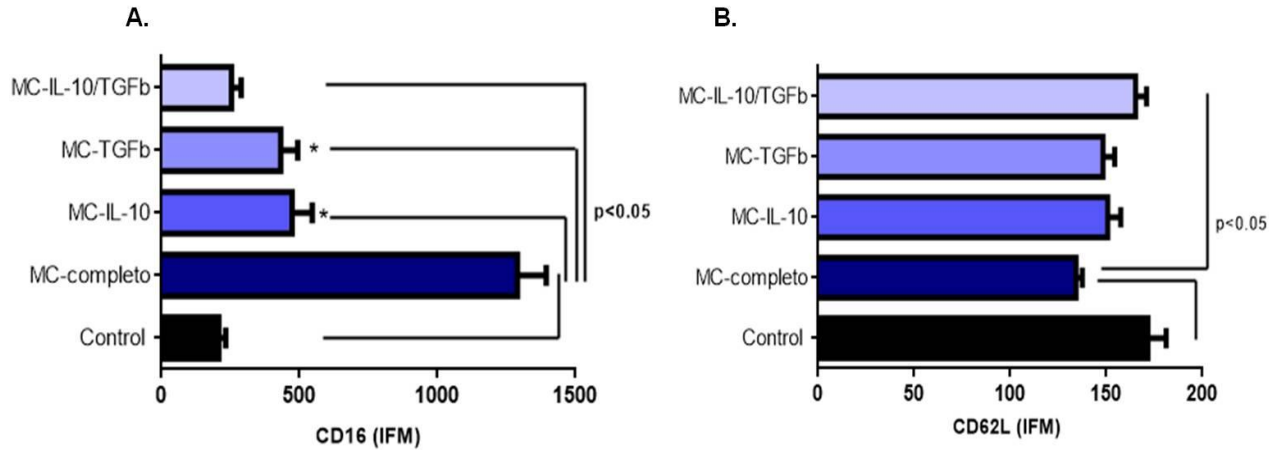 A.
MC-IL-10/TGFb
MC-TGFb
*
MC-IL-10
*
p<0.05
MC-completo
Control
0 500 1000 1500
CD16 (IFM)
B.
MC-IL-10/TGFb
MC-TGFb
MC-IL-10
p<0.05
MC-completo
Control
0 50 100 150 200
CD62L (IFM)